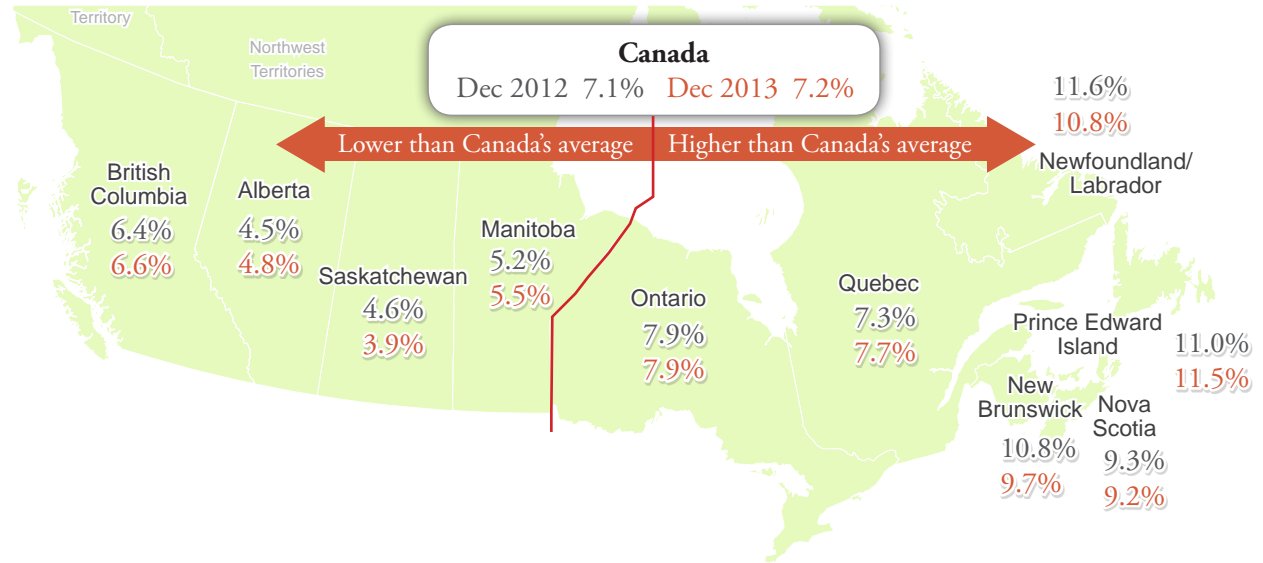 Territory
Northwest
Territories
Canada
Dec 2012 7.1% Dec 2013 7.2%
Lower than Canada's average
Higher than Canada's average
British
Columbia
6.4%
6.6%
Alberta
4.5%
4.8%
Saskatchewan
4.6%
3.9%
Manitoba
5.2%
5.5%
Ontario
7.9%
7.9%
Quebec
7.3%
7.7%
11.6%
10.8%
Newfoundland/
Labrador
Prince Edward
Island
11.0%
11.5%
New
Brunswick
10.8%
9.7%
Nova
Scotia
9.3%
9.2%